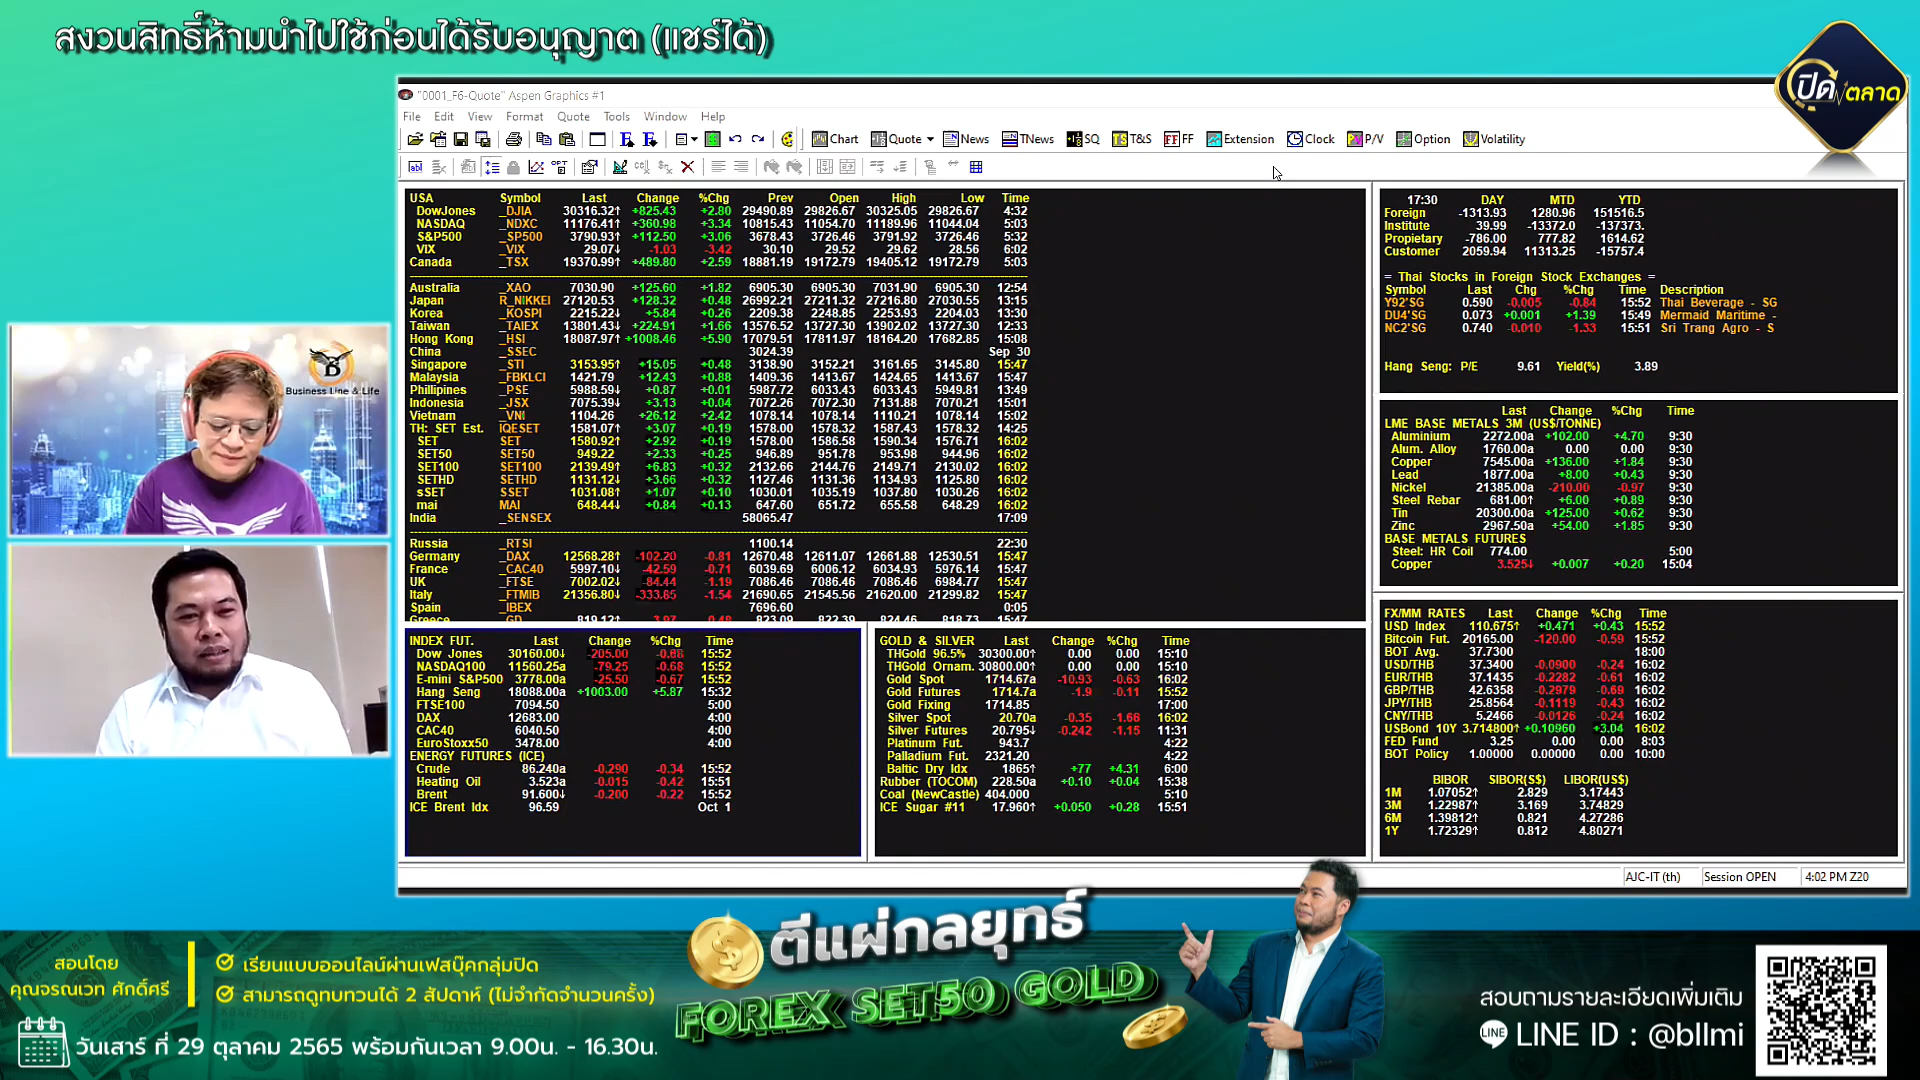 สงวนสิทธิ์ห้ามนำไปใช้ก่อนได้รับอนุญาต (แชร์ได้)
ปิดตลาด
"0001_F6-Quote" Aspen Graphics #1
File Edit View Format Quote Tools Window Help
Chart Quote News TNews SQ T&S FF Extension Clock P/V Option Volatility
USA Symbol Last Change %Chg Prev Open High Low Time
DowJones _DJIA 30316.32↑ +825.43 +2.80 29490.89 29826.67 30325.05 29826.67 4:32
NASDAQ _NDXC 11176.41↑ +360.98 +3.34 10815.43 11054.70 11189.96 11044.04 5:03
S&P500 _SP500 3790.93↑ +112.50 +3.06 3678.43 3726.46 3791.92 3726.46 5:32
VIX _VIX 29.07↓ -1.03 -3.42 30.10 29.52 29.62 28.56 6:02
Canada _TSX 19370.99↑ +489.80 +2.59 18881.19 19172.79 19405.12 19172.79 5:03
Australia _XAO 7030.90 +125.60 +1.82 6905.30 6905.30 7031.90 6905.30 12:54
Japan R_NIKKEI 27120.53 +128.32 +0.48 26992.21 27211.32 27216.80 27030.55 13:15
Korea _KOSPI 2215.22↓ +5.84 +0.26 2209.38 2248.85 2253.93 2204.03 13:30
Taiwan _TAIEX 13801.43↓ +224.91 +1.66 13576.52 13727.30 13902.02 13727.30 12:33
Hong Kong _HSI 18087.97↑ +1008.46 +5.90 17079.51 17811.97 18164.20 17682.85 15:08
China _SSEC 3024.39 Sep 30
Singapore _STI 3153.95↑ +15.05 +0.48 3138.90 3152.21 3161.65 3145.80 15:47
Malaysia _FBKLCI 1421.79 +12.43 +0.88 1409.36 1413.67 1424.65 1413.67 15:47
Phillipines _PSE 5988.59↓ +0.87 +0.01 5987.72 6033.43 6033.43 5949.81 13:49
Indonesia _JSX 7075.39↓ +3.13 +0.04 7072.26 7072.30 7131.88 7070.21 15:01
Vietnam _VNI 1104.26 +26.12 +2.42 1078.14 1078.14 1110.21 1078.14 15:02
TH: SET Est. IQESET 1581.07↑ +3.07 +0.19 1578.00 1578.32 1587.43 1578.32 14:25
SET SET 1580.92↑ +2.92 +0.19 1578.00 1586.58 1590.34 1576.71 16:02
SET50 SET50 949.22 +2.33 +0.25 946.89 951.78 953.98 944.96 16:02
SET100 SET100 2139.49↑ +6.83 +0.32 2132.66 2144.76 2149.71 2130.02 16:02
SETHD SETHD 1131.12↓ +3.66 +0.32 1127.46 1131.36 1134.93 1125.80 16:02
sSET SSET 1031.08↑ +1.07 +0.10 1030.01 1035.19 1037.80 1030.26 16:02
mai MAI 648.44↓ +0.84 +0.13 647.60 651.72 655.58 648.29 16:02
India _SENSEX 58065.47 17:09
Russia _RTSI 1100.14 22:30
Germany _DAX 12568.28↑ -102.20 -0.81 12670.48 12611.07 12661.88 12530.51 15:47
France _CAC40 5997.10↓ -42.59 -0.71 6039.69 6006.12 6034.93 5976.14 15:47
UK _FTSE 7002.02↓ -84.44 -1.19 7086.46 7086.46 7086.46 6984.77 15:47
Italy _FTMIB 21356.80↓ -333.85 -1.54 21690.65 21545.56 21620.00 21299.82 15:47
Spain _IBEX 7696.60 0:05
Greece _GD 819.12↑ -3.97 -0.48 823.09 822.39 824.46 818.73 15:47
17:30 DAY MTD YTD
Foreign -1313.93 1280.96 151516.5
Institute 39.99 -13372.0 -137373.
Propietary -786.00 777.82 1614.62
Customer 2059.94 11313.25 -15757.4
= Thai Stocks in Foreign Stock Exchanges =
Symbol Last Chg %Chg Time Description
Y92'SG 0.590 -0.005 -0.84 15:52 Thai Beverage - SG
DU4'SG 0.073 +0.001 +1.39 15:49 Mermaid Maritime -
NC2'SG 0.740 -0.010 -1.33 15:51 Sri Trang Agro - S
Hang Seng: P/E 9.61 Yield(%) 3.89
Last Change %Chg Time
LME BASE METALS 3M (US$/TONNE)
Aluminium 2272.00a +102.00 +4.70 9:30
Alum. Alloy 1760.00a 0.00 0.00 9:30
Copper 7545.00a +136.00 +1.84 9:30
Lead 1877.00a +8.00 +0.43 9:30
Nickel 21385.00a -210.00 -0.97 9:30
Steel Rebar 681.00↑ +6.00 +0.89 9:30
Tin 20300.00a +125.00 +0.62 9:30
Zinc 2967.50a +54.00 +1.85 9:30
BASE METALS FUTURES
Steel: HR Coil 774.00 5:00
Copper 3.525↓ +0.007 +0.20 15:04
Business Line & Life
INDEX FUT. Last Change %Chg Time
Dow Jones 30160.00↓ -205.00 -0.68 15:52
NASDAQ100 11560.25a -79.25 -0.68 15:52
E-mini S&P500 3778.00a -25.50 -0.67 15:52
Hang Seng 18088.00a +1003.00 +5.87 15:32
FTSE100 7094.50 5:00
DAX 12683.00 4:00
CAC40 6040.50 4:00
EuroStoxx50 3478.00 4:00
ENERGY FUTURES (ICE)
Crude 86.240a -0.290 -0.34 15:52
Heating Oil 3.523a -0.015 -0.42 15:51
Brent 91.600↓ -0.200 -0.22 15:52
ICE Brent Idx 96.59 Oct 1
GOLD & SILVER Last Change %Chg Time
THGold 96.5% 30300.00↑ 0.00 0.00 15:10
THGold Ornam. 30800.00↑ 0.00 0.00 15:10
Gold Spot 1714.67a -10.93 -0.63 16:02
Gold Futures 1714.7a -1.9 -0.11 15:52
Gold Fixing 1714.85 17:00
Silver Spot 20.70a -0.35 -1.66 16:02
Silver Futures 20.795↓ -0.242 -1.15 11:31
Platinum Fut. 943.7 4:22
Palladium Fut. 2321.20 4:22
Baltic Dry Idx 1865↑ +77 +4.31 6:00
Rubber (TOCOM) 228.50a +0.10 +0.04 15:38
Coal (NewCastle) 404.000 5:10
ICE Sugar #11 17.960↑ +0.050 +0.28 15:51
FX/MM RATES Last Change %Chg Time
USD Index 110.675↑ +0.471 +0.43 15:52
Bitcoin Fut. 20165.00 -120.00 -0.59 15:52
BOT Avg. 37.7300 18:00
USD/THB 37.3400 -0.0900 -0.24 16:02
EUR/THB 37.1435 -0.2282 -0.61 16:02
GBP/THB 42.6358 -0.2979 -0.69 16:02
JPY/THB 25.8564 -0.1119 -0.43 16:02
CNY/THB 5.2466 -0.0126 -0.24 16:02
USBond 10Y 3.714800↑ +0.10960 +3.04 16:02
FED Fund 3.25 0.00 0.00 8:03
BOT Policy 1.00000 0.00000 0.00 10:00
BIBOR SIBOR(S$) LIBOR(US$)
1M 1.07052↑ 2.829 3.17443
3M 1.22987↑ 3.169 3.74829
6M 1.39812↑ 0.821 4.27286
1Y 1.72329↑ 0.812 4.80271
AJC-IT (th) Session OPEN 4:02 PM Z20
สอนโดย
คุณจรณเวท ศักดิ์ศรี
เรียนแบบออนไลน์ผ่านเฟสบุ๊คกลุ่มปิด
สามารถดูทบทวนได้ 2 สัปดาห์ (ไม่จำกัดจำนวนครั้ง)
วันเสาร์ ที่ 29 ตุลาคม 2565 พร้อมกันเวลา 9.00น. - 16.30น.
ตีแผ่กลยุทธ์
FOREX SET50 GOLD
สอบถามรายละเอียดเพิ่มเติม
LINE ID : @bllmi